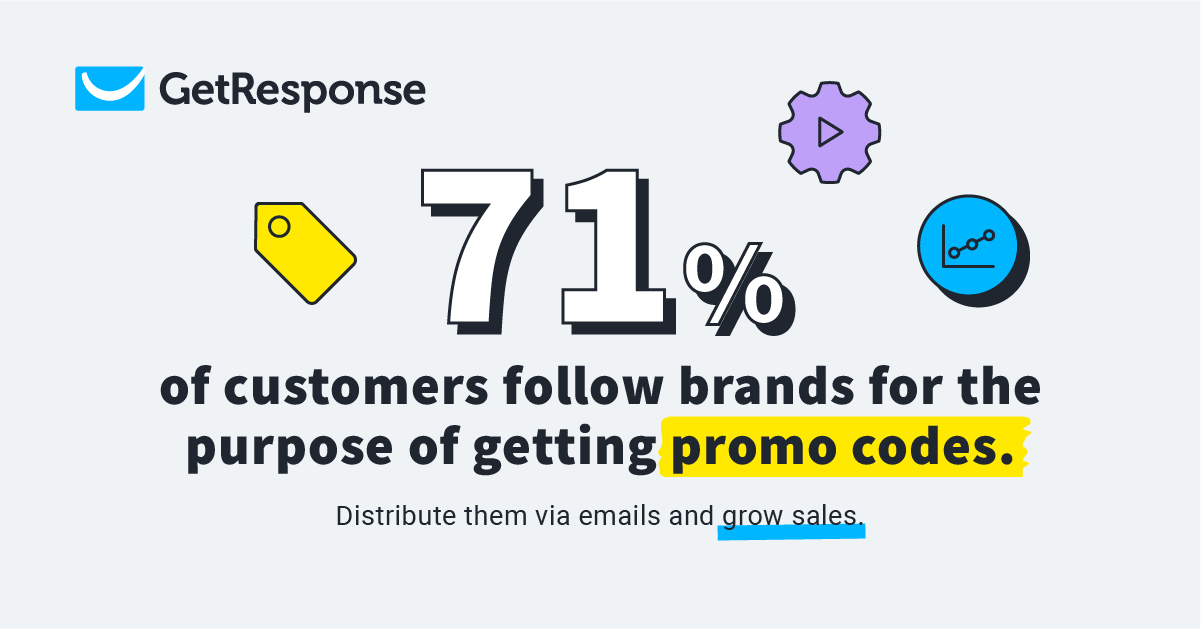 GetResponse
71%
of customers follow brands for the
purpose of getting promo codes.
Distribute them via emails and grow sales.